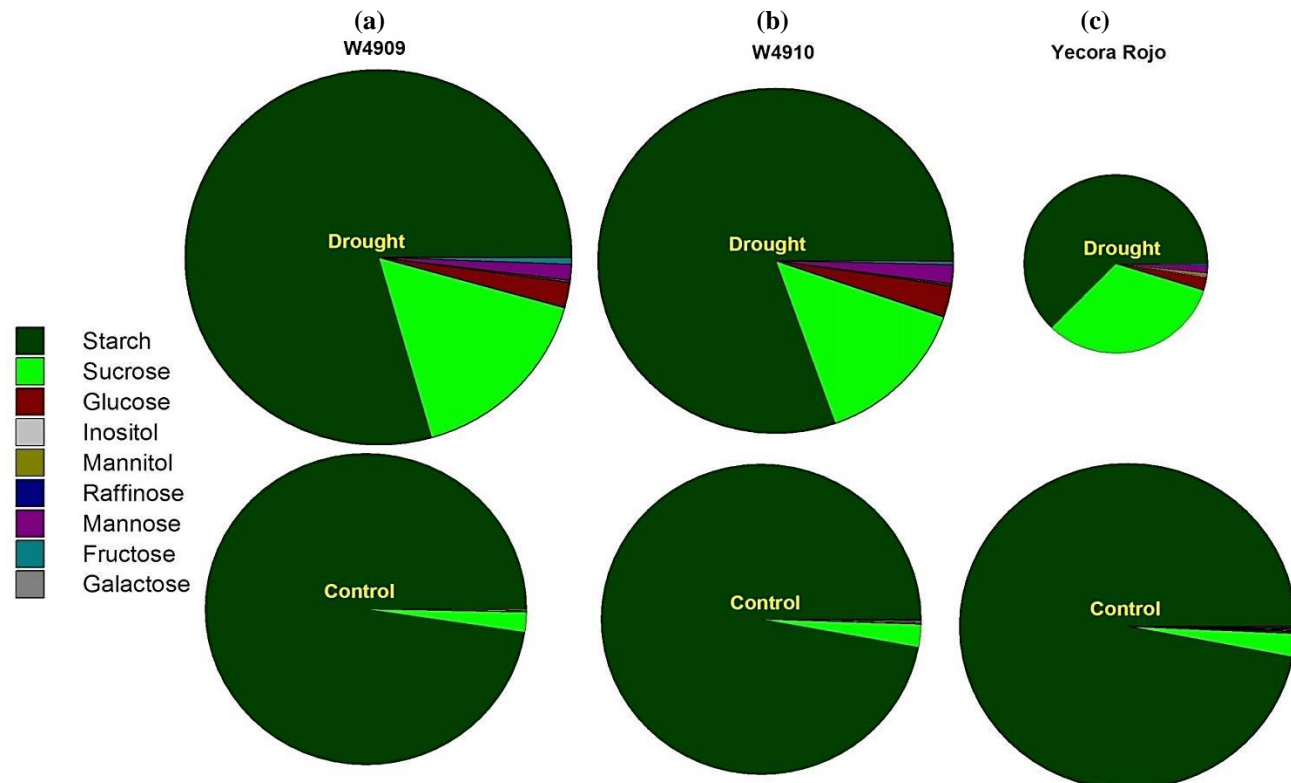 (a)
W4909
(b)
W4910
(c)
Yecora Rojo
Drought
Drought
Drought
Starch
Sucrose
Glucose
Inositol
Mannitol
Raffinose
Mannose
Fructose
Galactose
Control
Control
Control